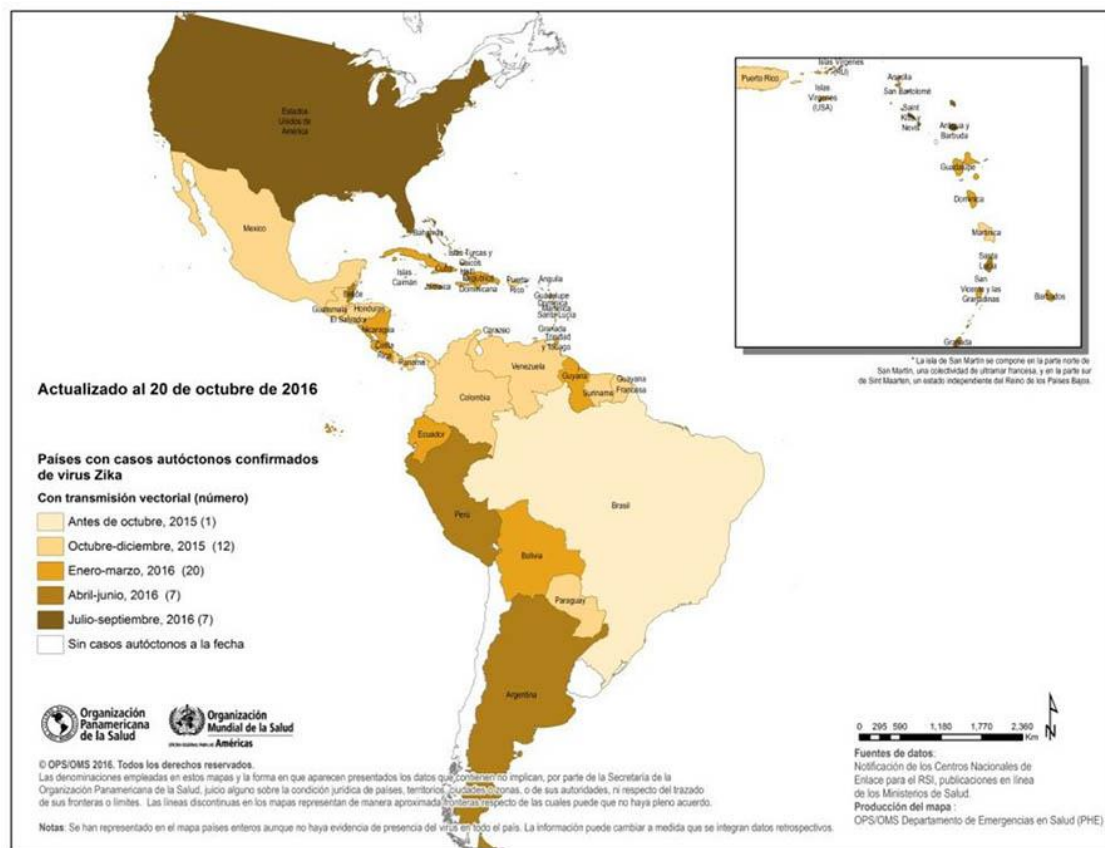 Estados
Unidos de
América
Mexico
Bahamas
Islas Turcas y
Caicos
Cuba
Haití
República
Dominicana
Islas
Caimán
Jamaica
Puerto
Rico
Anguila
Guadalupe
Dominica
Martinica
Santa Lucía
Granada
Trinidad
y Tobago
Belice
Guatemala
Honduras
El Salvador
Nicaragua
Costa
Rica
Panamá
Curazao
Venezuela
Guyana
Suriname
Guayana
Francesa
Colombia
Ecuador
Perú
Brasil
Bolivia
Paraguay
Argentina
Puerto Rico
Islas Vírgenes
Islas
Vírgenes
(USA)
Anguila
San Bartolomé
Saint
Kitts y
Nevis
Antigua y
Barbuda
Guadalupe
Dominica
Martinica
Santa
Lucía
San
Vicente y las
Granadinas
Barbados
Granada
* La isla de San Martín se compone en la parte norte de
San Martín, una colectividad de ultramar francesa, y en la parte sur
de Sint Maarten, un estado independiente del Reino de los Países Bajos.
Actualizado al 20 de octubre de 2016
Países con casos autóctonos confirmados
de virus Zika
Con transmisión vectorial (número)
Antes de octubre, 2015 (1)
Octubre-diciembre, 2015 (12)
Enero-marzo, 2016 (20)
Abril-junio, 2016 (7)
Julio-septiembre, 2016 (7)
Sin casos autóctonos a la fecha
Organización
Panamericana
de la Salud
Organización
Mundial de la Salud
Américas
0 295 590 1,180 1,770 2,360
Km
N
© OPS/OMS 2016. Todos los derechos reservados.
Las denominaciones empleadas en estos mapas y la forma en que aparecen presentados los datos que contienen no implican, por parte de la Secretaría de la
Organización Panamericana de la Salud, juicio alguno sobre la condición jurídica de países, territorios, ciudades o zonas, o de sus autoridades, ni respecto del trazado
de sus fronteras o límites. Las líneas discontinuas en los mapas representan de manera aproximada fronteras respecto de las cuales puede que no haya pleno acuerdo.
Notas: Se han representado en el mapa países enteros aunque no haya evidencia de presencia del virus en todo el país. La información puede cambiar a medida que se integran datos retrospectivos.
Fuentes de datos:
Notificación de los Centros Nacionales de
Enlace para el RSI, publicaciones en línea
de los Ministerios de Salud.
Producción del mapa :
OPS/OMS Departamento de Emergencias en Salud (PHE)